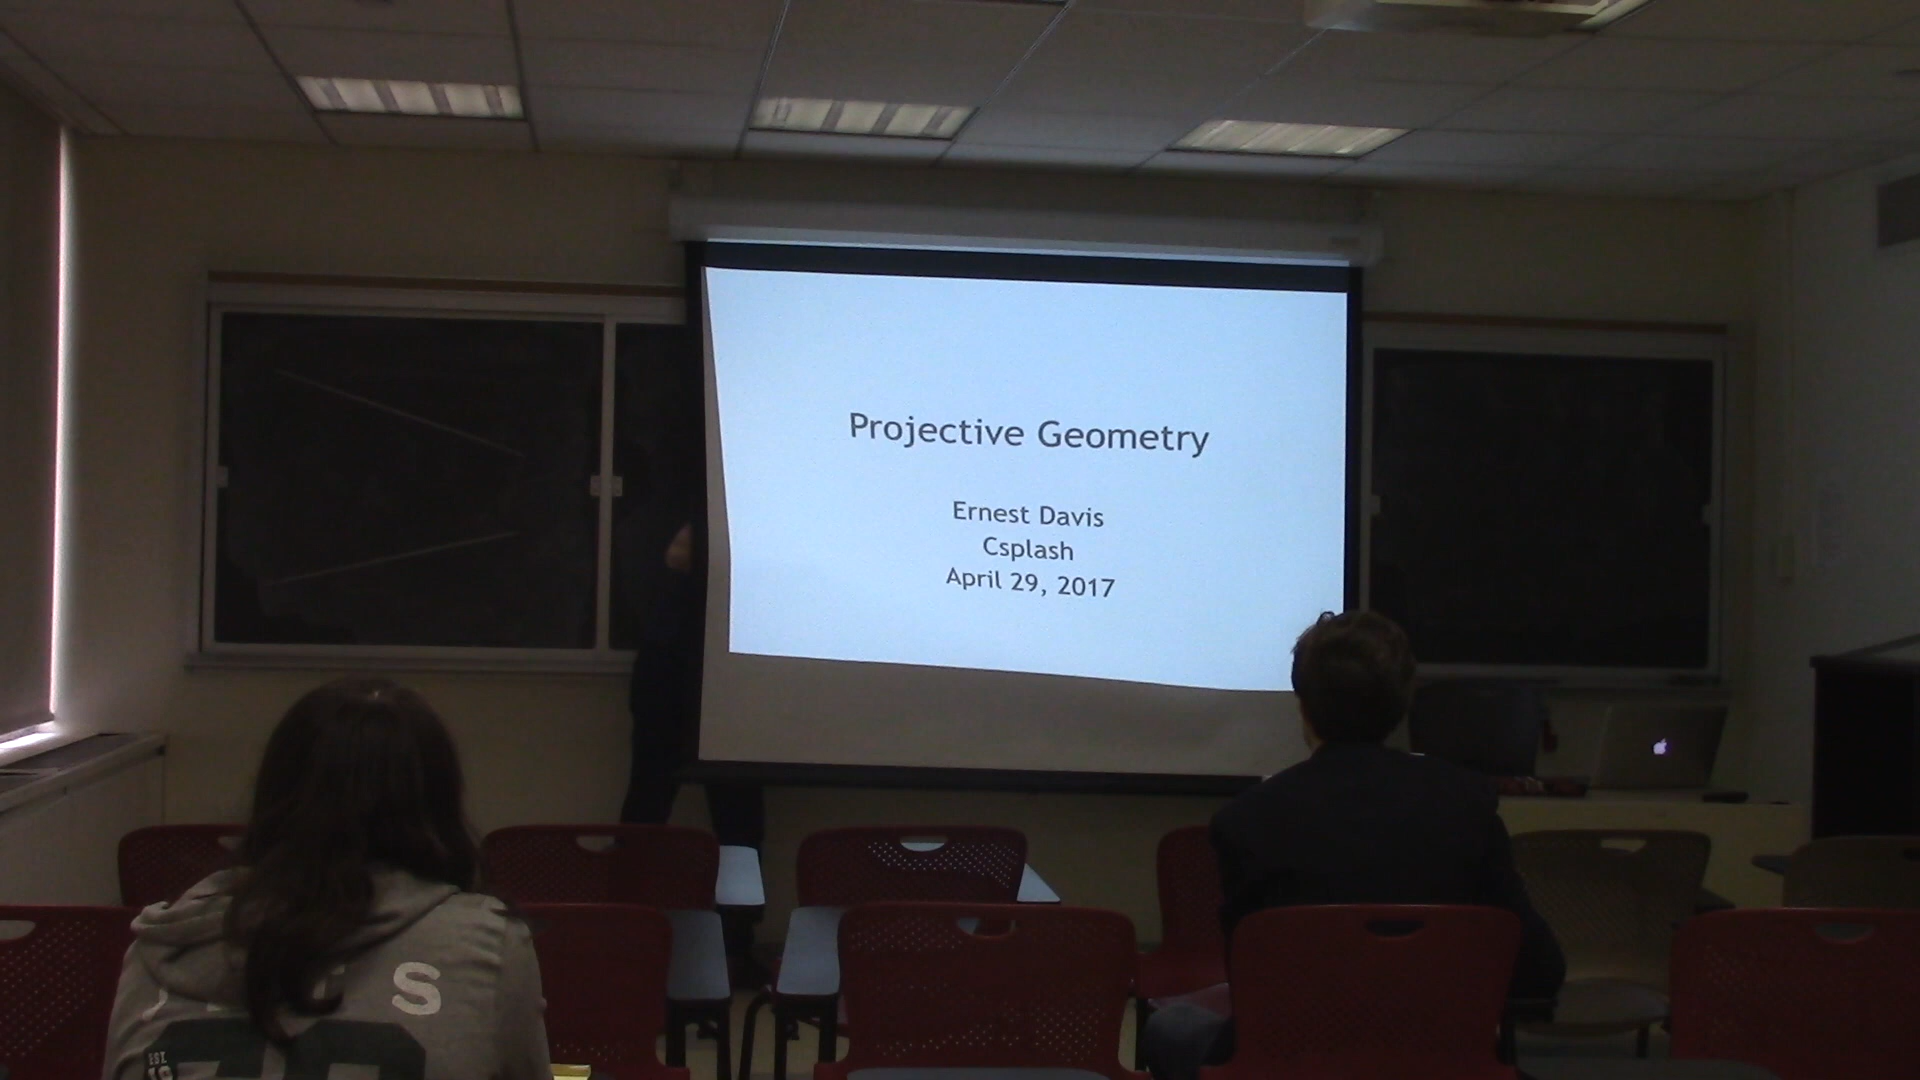 Projective Geometry
Ernest Davis
Csplash
April 29, 2017
S